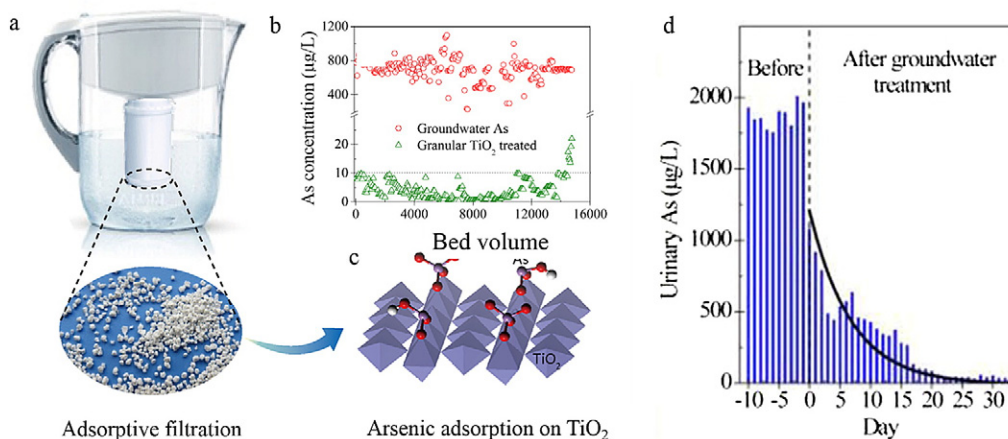 a
Adsorptive filtration
b
As concentration (µg/L)
1200
800
400
20
10
0
Groundwater As
Granular TiO2 treated
0
4000
8000
12000
16000
Bed volume
c
As
TiO2
Arsenic adsorption on TiO2
d
Before
After groundwater
treatment
Urinary As (µg/L)
2000
1500
1000
500
0
-10
-5
0
5
10
15
20
25
30
Day